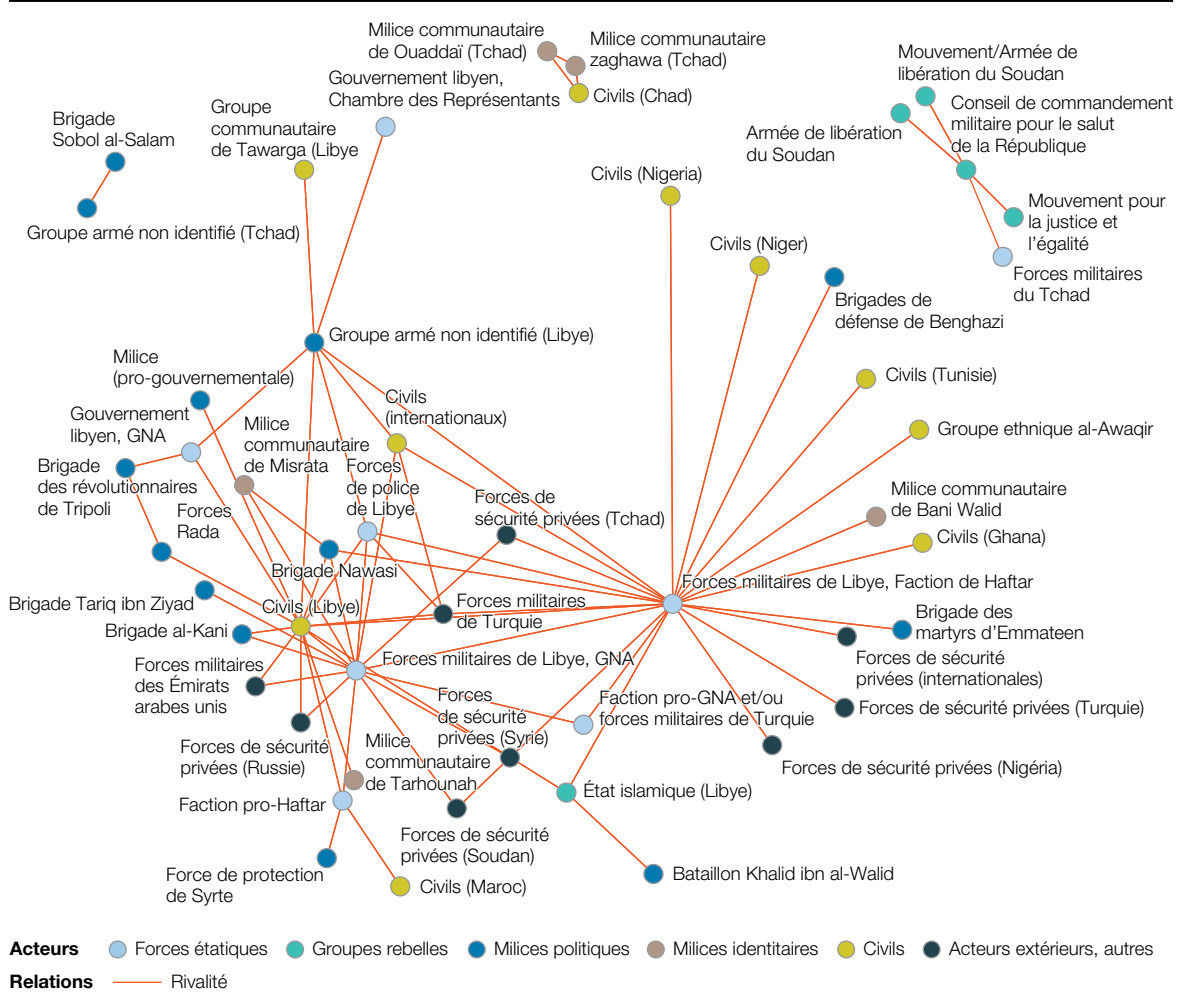 Milice communautaire
de Ouaddaï (Tchad)
Milice communautaire
zaghawa (Tchad)
Civils (Chad)
Gouvernement libyen,
Chambre des Représentants
Mouvement/Armée de
libération du Soudan
Conseil de commandement
militaire pour le salut
de la République
Armée de libération
du Soudan
Mouvement pour
la justice et
l'égalité
Forces militaires
du Tchad
Brigade
Sobol al-Salam
Groupe armé non identifié (Tchad)
Groupe
communautaire
de Tawarga (Libye
Civils (Nigeria)
Civils (Niger)
Brigades de
défense de Benghazi
Groupe armé non identifié (Libye)
Milice
(pro-gouvernementale)
Civils
(internationaux)
Civils (Tunisie)
Gouvernement
libyen, GNA
Milice
communautaire
de Misrata
Groupe ethnique al-Awaqir
Brigade
des révolutionnaires
de Tripoli
Forces
de police
de Libye
Forces de
sécurité privées (Tchad)
Milice communautaire
de Bani Walid
Forces
Rada
Civils (Ghana)
Brigade Nawasi
Forces militaires de Libye, Faction de Haftar
Brigade Tariq ibn Ziyad
Civils (Libye)
Forces militaires
de Turquie
Brigade des
martyrs d'Emmateen
Brigade al-Kani
Forces militaires de Libye, GNA
Forces de sécurité
privées (internationales)
Forces militaires
des Émirats
arabes unis
Forces
de sécurité
privées (Syrie)
Faction pro-GNA et/ou
forces militaires de Turquie
Forces de sécurité privées (Turquie)
Forces de sécurité
privées (Russie)
Milice
communautaire
de Tarhounah
Forces de sécurité privées (Nigéria)
Faction pro-Haftar
État islamique (Libye)
Forces de sécurité
privées (Soudan)
Force de protection
de Syrte
Civils (Maroc)
Bataillon Khalid ibn al-Walid
Acteurs Forces étatiques Groupes rebelles Milices politiques Milices identitaires Civils Acteurs extérieurs, autres
Relations Rivalité